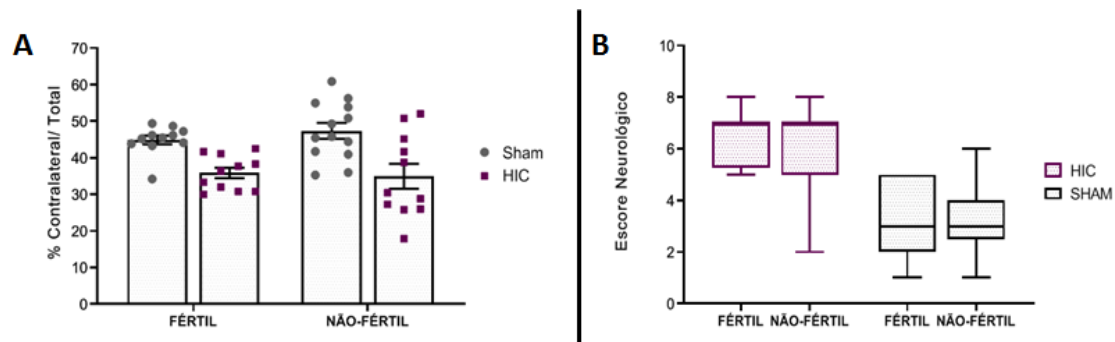 A
% Contralateral/ Total
70
60
50
40
30
20
10
0
FÉRTIL
NÃO-FÉRTIL
Sham
HIC
B
Escore Neurológico
10
8
6
4
2
0
FÉRTIL NÃO-FÉRTIL FÉRTIL NÃO-FÉRTIL
HIC
SHAM